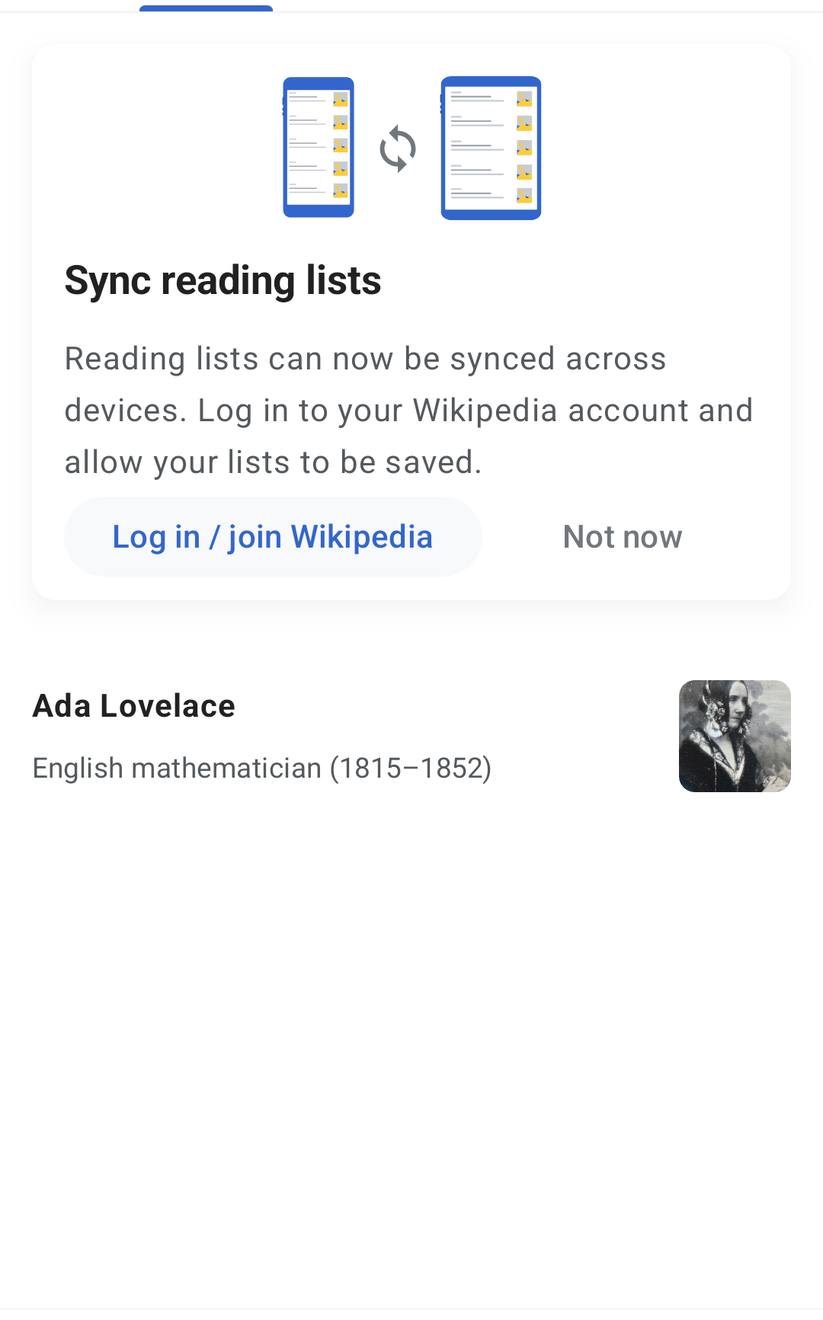 Sync reading lists
Reading lists can now be synced across
devices. Log in to your Wikipedia account and
allow your lists to be saved.
Log in / join Wikipedia
Not now
Ada Lovelace
English mathematician (1815–1852)